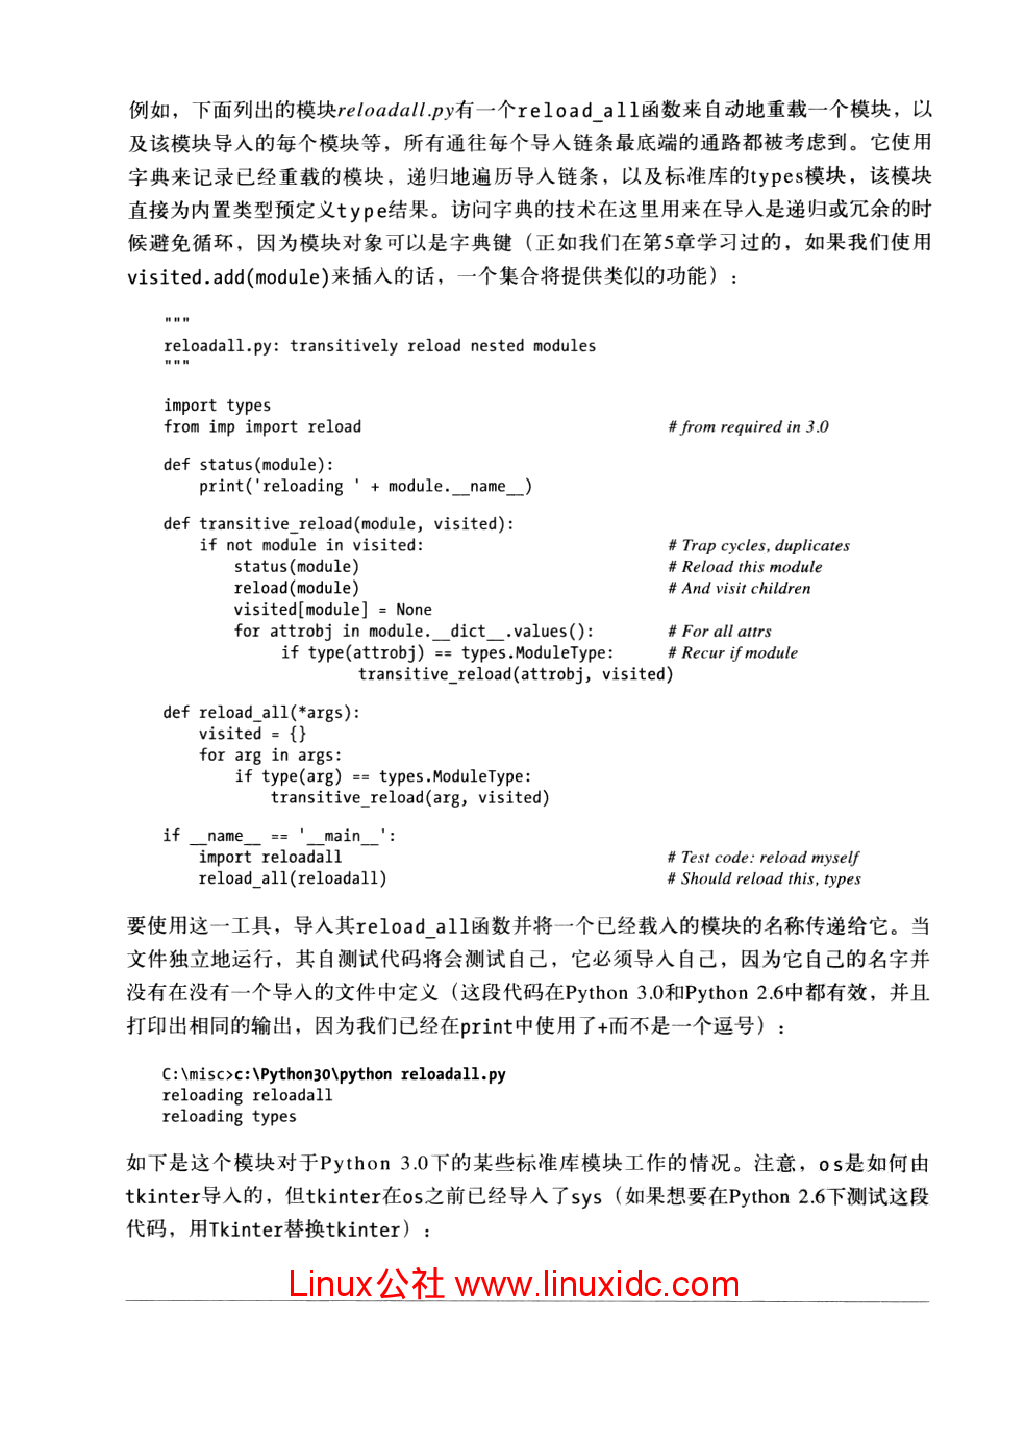 例如，下面列出的模块reloadall.py有一个reload_all函数来自动地重载一个模块，以
及该模块导入的每个模块等，所有通往每个导入链条最底端的通路都被考虑到。它使用
字典来记录已经重载的模块，递归地遍历导入链条，以及标准库的types模块，该模块
直接为内置类型预定义type结果。访问字典的技术在这里用来在导入是递归或冗余的时
候避免循环，因为模块对象可以是字典键（正如我们在第5章学习过的，如果我们使用
visited.add(module)来插入的话，一个集合将提供类似的功能）：
"""
reloadall.py: transitively reload nested modules
"""
import types
from imp import reload # from required in 3.0
def status(module):
print('reloading ' + module.__name__)
def transitive_reload(module, visited):
if not module in visited: # Trap cycles, duplicates
status(module) # Reload this module
reload(module) # And visit children
visited[module] = None
for attrobj in module.__dict__.values(): # For all attrs
if type(attrobj) == types.ModuleType: # Recur if module
transitive_reload(attrobj, visited)
def reload_all(*args):
visited = {}
for arg in args:
if type(arg) == types.ModuleType:
transitive_reload(arg, visited)
if __name__ == '__main__':
import reloadall # Test code: reload myself
reload_all(reloadall) # Should reload this, types
要使用这一工具，导入其reload_all函数并将一个已经载入的模块的名称传递给它。当
文件独立地运行，其自测试代码将会测试自己，它必须导入自己，因为它自己的名字并
没有在没有一个导入的文件中定义（这段代码在Python 3.0和Python 2.6中都有效，并且
打印出相同的输出，因为我们已经在print中使用了+而不是一个逗号）：
C:\misc>c:\Python30\python reloadall.py
reloading reloadall
reloading types
如下是这个模块对于Python 3.0下的某些标准库模块工作的情况。注意，os是如何由
tkinter导入的，但tkinter在os之前已经导入了sys（如果想要在Python 2.6下测试这段
代码，用Tkinter替换tkinter）：
Linux公社 www.linuxidc.com